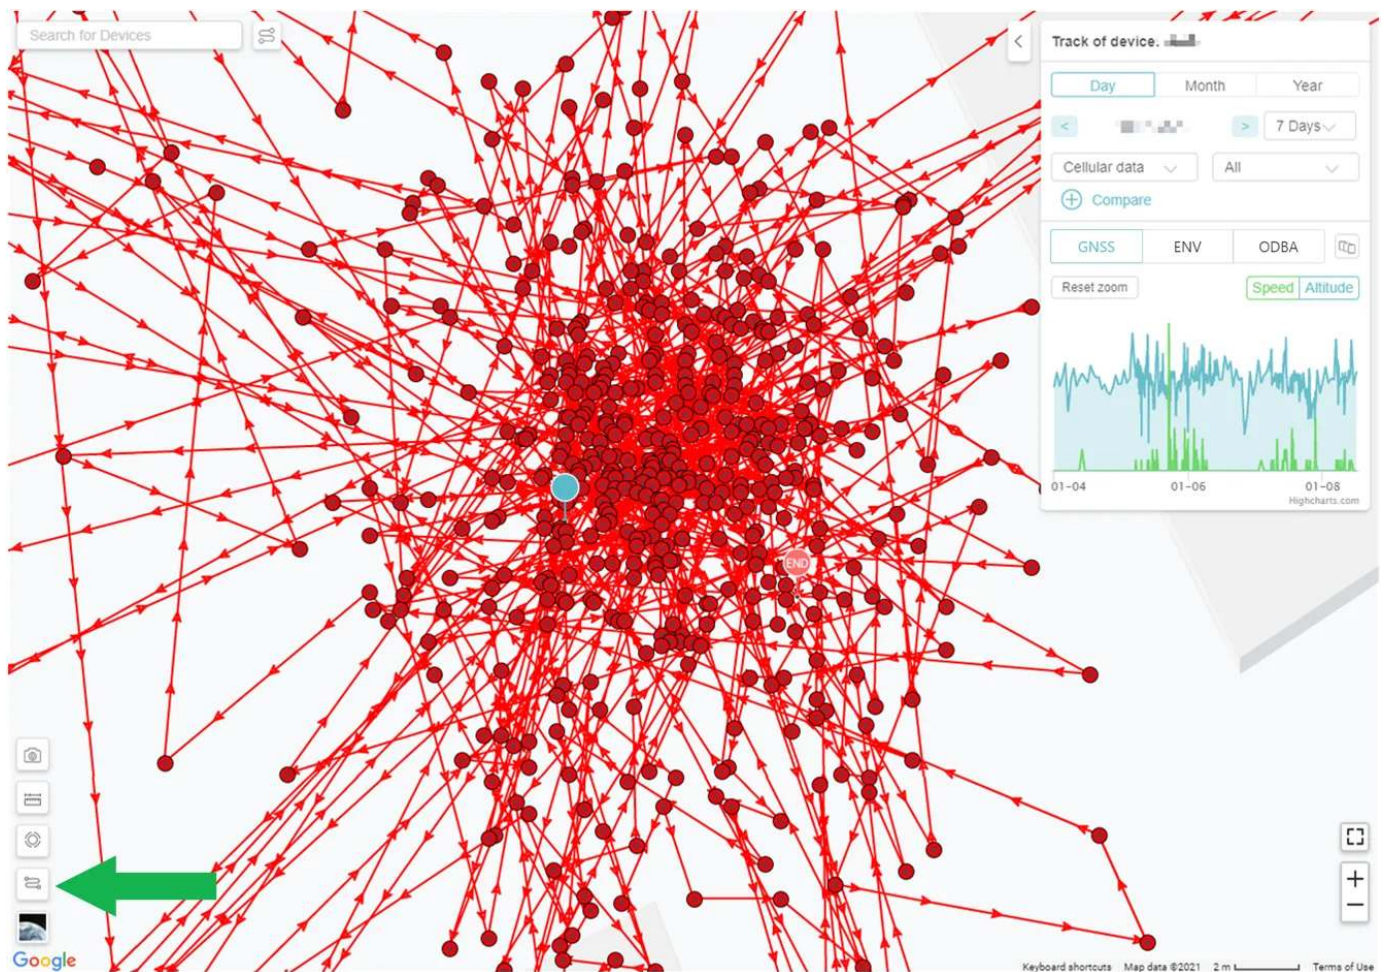 Search for Devices
Track of device.
Day Month Year
< > 7 Days
Cellular data All
Compare
GNSS ENV ODBA
Reset zoom Speed Altitude
01-04 01-06 01-08
Highcharts.com
END
+
−
Google
Keyboard shortcuts Map data ©2021 2 m Terms of Use